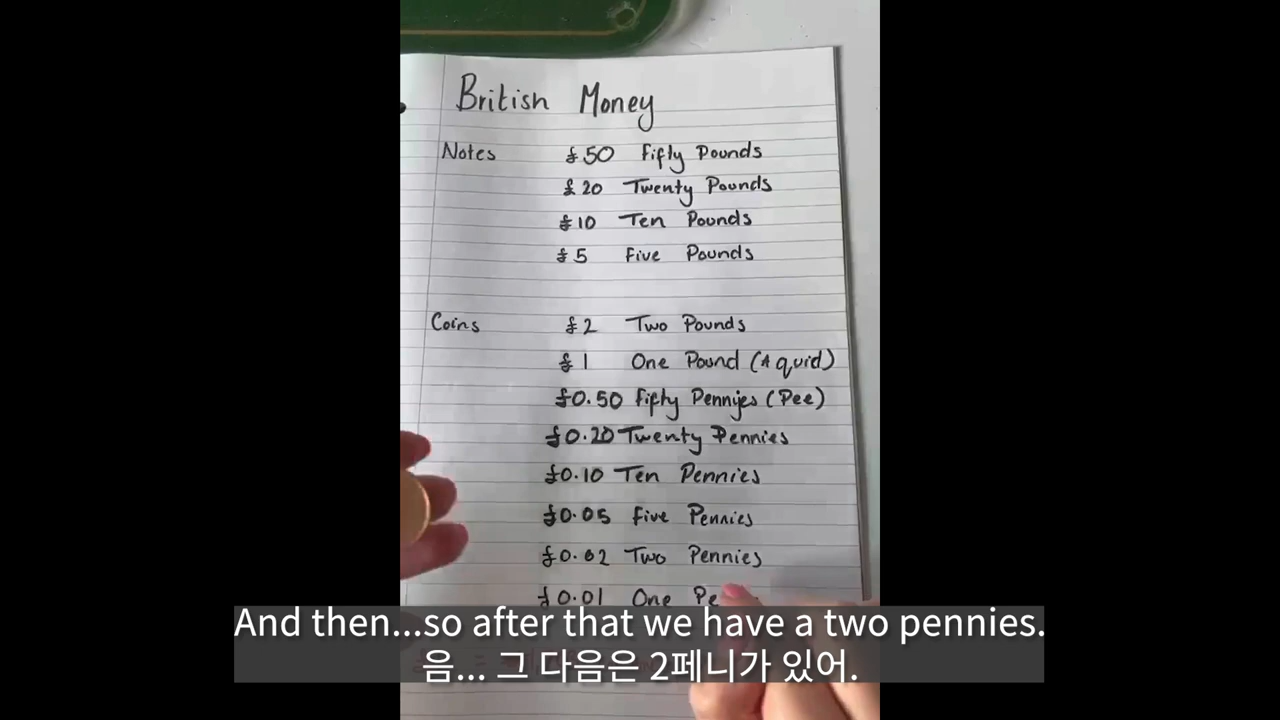 British Money
Notes £50 Fifty Pounds
£20 Twenty Pounds
£10 Ten Pounds
£5 Five Pounds
Coins £2 Two Pounds
£1 One Pound (A quid)
£0.50 Fifty Pennies (Pee)
£0.20 Twenty Pennies
£0.10 Ten Pennies
£0.05 Five Pennies
£0.02 Two Pennies
£0.01 One
And then...so after that we have a two pennies.
음... 그 다음은 2페니가 있어.